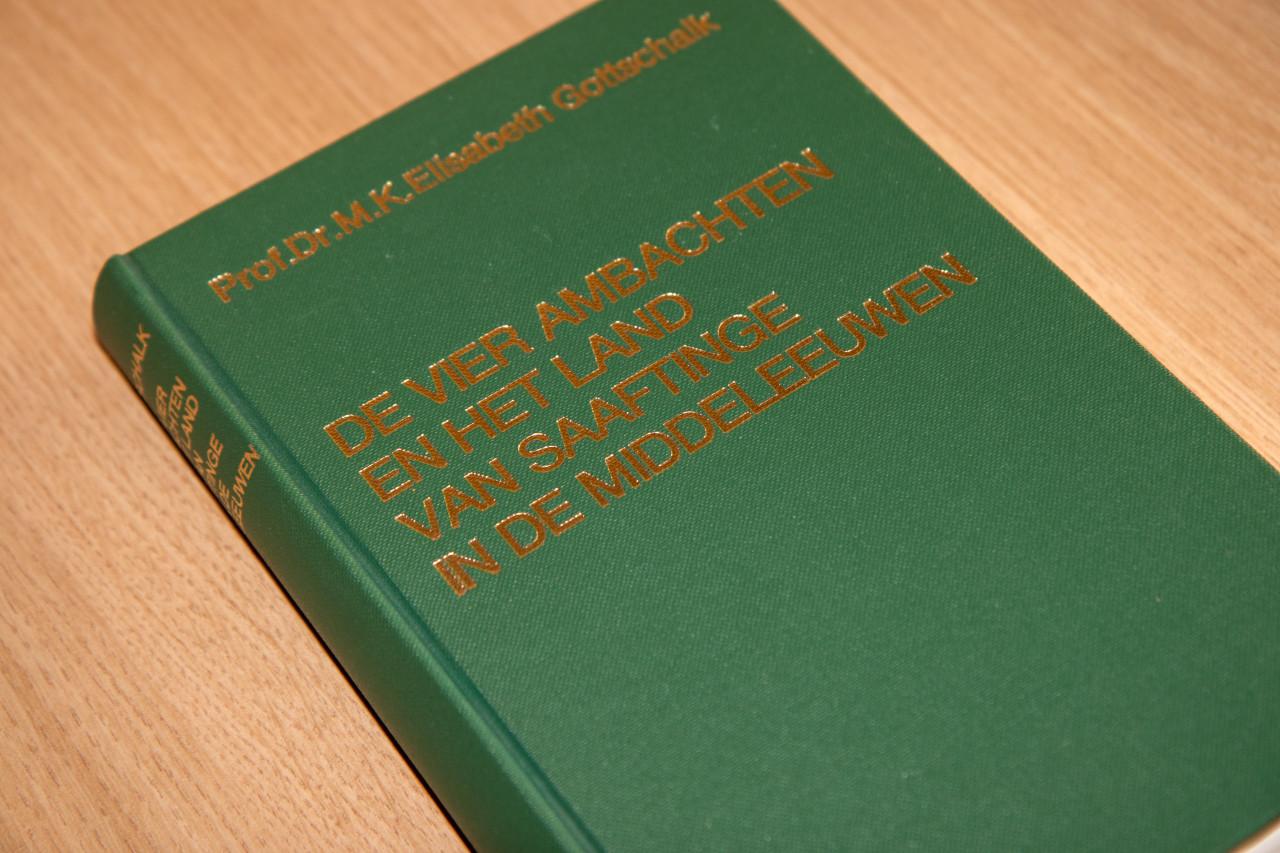 Prof.Dr.M.K.Elisabeth Gottschalk
DE VIER AMBACHTEN
EN HET LAND
VAN SAAFTINGE
IN DE MIDDELEEUWEN